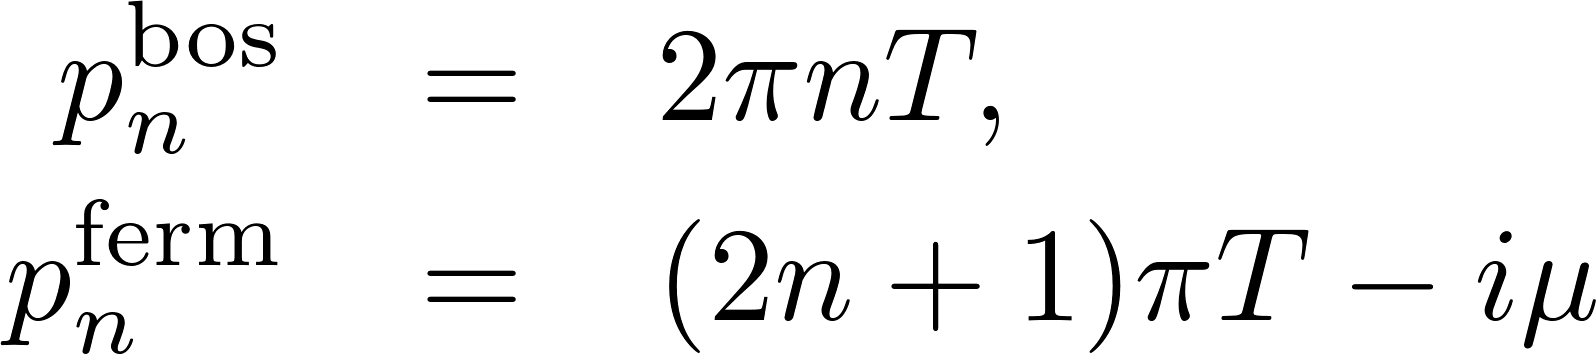 p_n^{bos} = 2πnT,
p_n^{ferm} = (2n + 1)πT − iμ